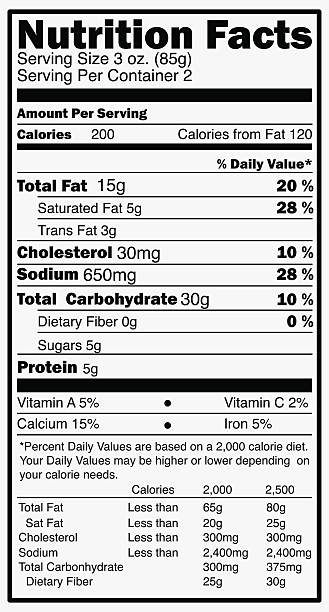 Nutrition Facts
Serving Size 3 oz. (85g)
Serving Per Container 2
Amount Per Serving
Calories 200 Calories from Fat 120
% Daily Value*
Total Fat 15g 20 %
Saturated Fat 5g 28 %
Trans Fat 3g
Cholesterol 30mg 10 %
Sodium 650mg 28 %
Total Carbohydrate 30g 10 %
Dietary Fiber 0g 0 %
Sugars 5g
Protein 5g
Vitamin A 5% ● Vitamin C 2%
Calcium 15% ● Iron 5%
*Percent Daily Values are based on a 2,000 calorie diet.
Your Daily Values may be higher or lower depending on
your calorie needs.
Calories 2,000 2,500
Total Fat Less than 65g 80g
Sat Fat Less than 20g 25g
Cholesterol Less than 300mg 300mg
Sodium Less than 2,400mg 2,400mg
Total Carbonhydrate 300mg 375mg
Dietary Fiber 25g 30g